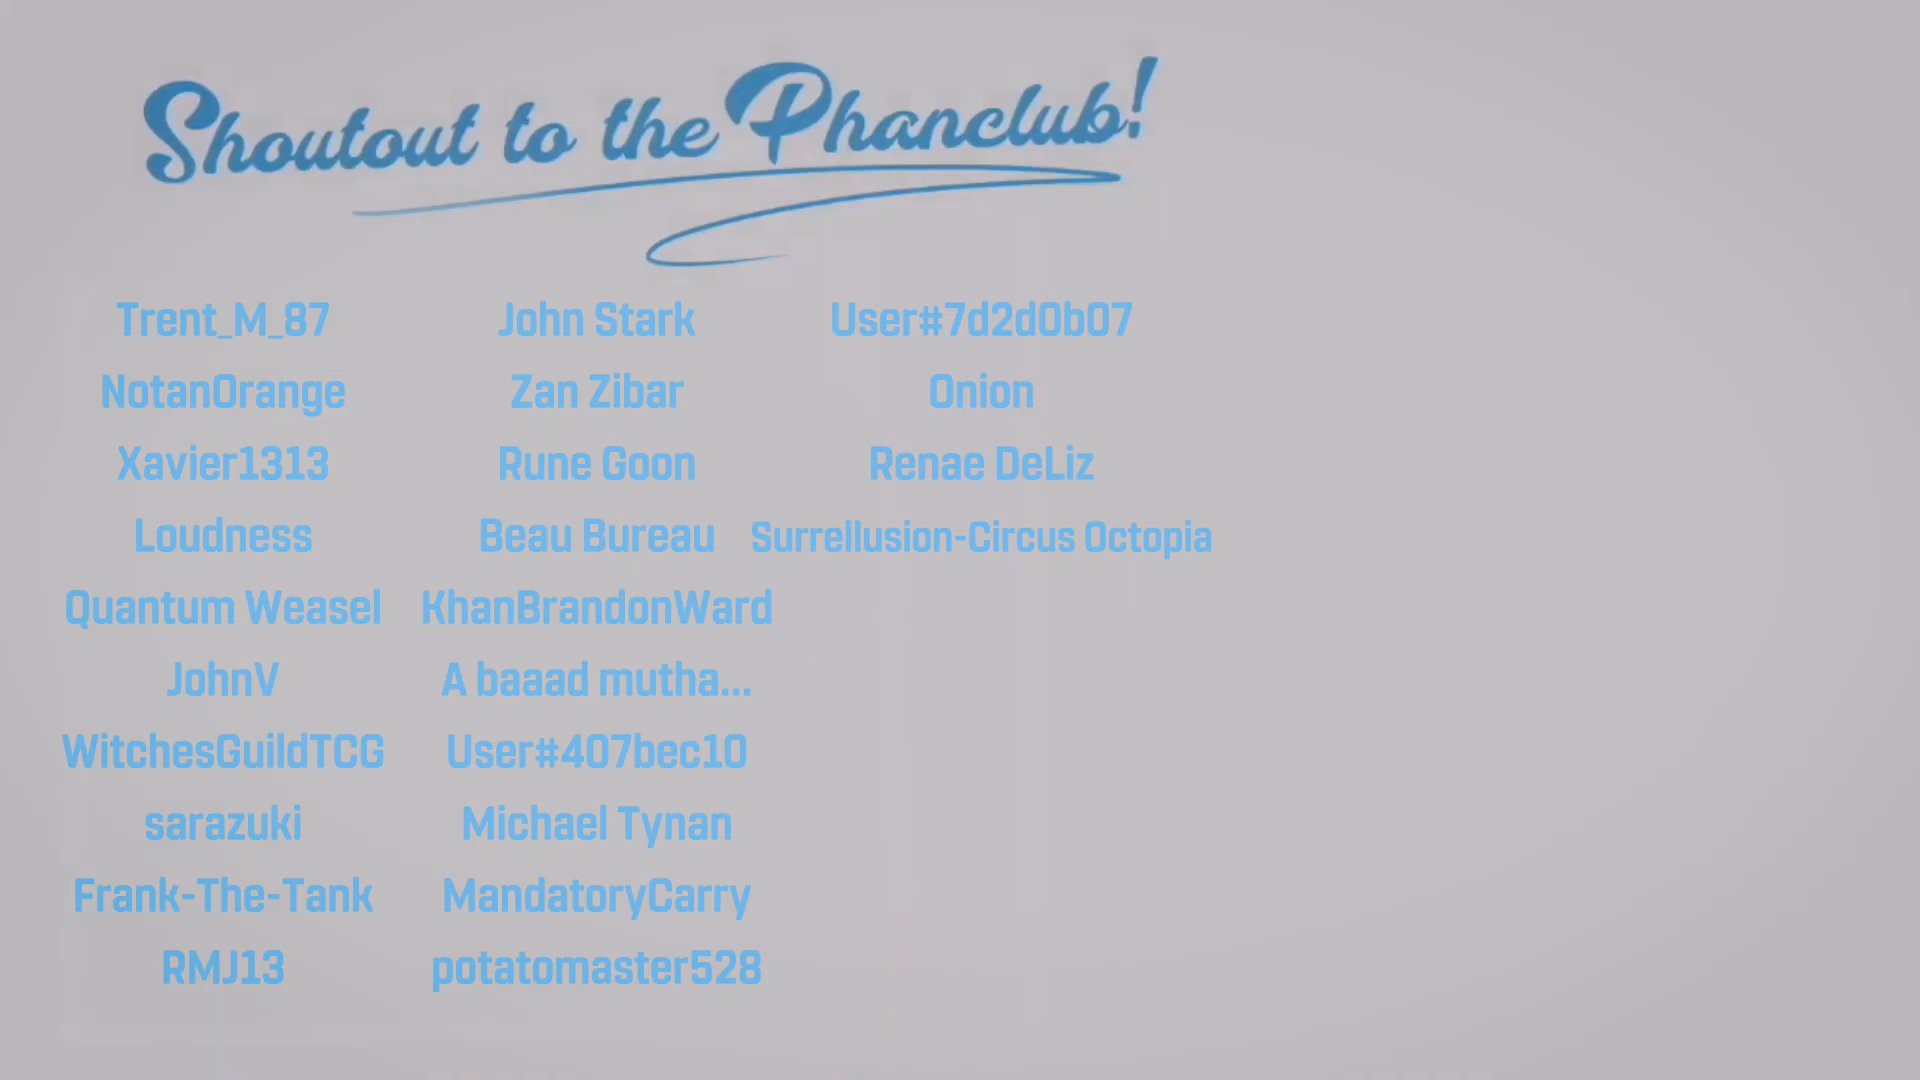 Shoutout to the Phanclub!
Trent_M_87
NotanOrange
Xavier1313
Loudness
Quantum Weasel
JohnV
WitchesGuildTCG
sarazuki
Frank-The-Tank
RMJ13
John Stark
Zan Zibar
Rune Goon
Beau Bureau
KhanBrandonWard
A baaad mutha...
User#407bec10
Michael Tynan
MandatoryCarry
potatomaster528
User#7d2d0b07
Onion
Renae DeLiz
Surrellusion-Circus Octopia